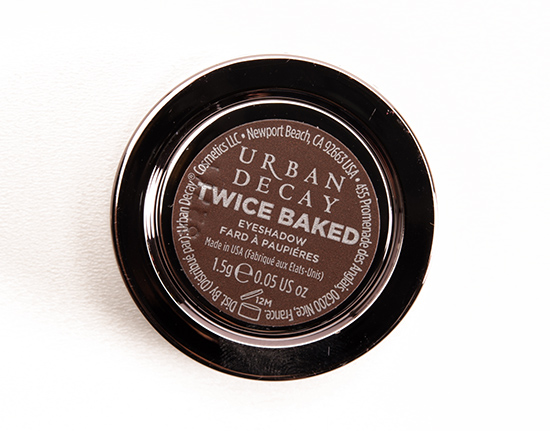 URBAN
DECAY
TWICE BAKED
EYESHADOW
FARD À PAUPIÈRES
Made in USA (Fabriqué aux Etats-Unis)
1.5g e 0.05 US oz
12M
Dist. By (Distribué par) Urban Decay® Cosmetics LLC • Newport Beach, CA 92663 USA • 455 Promenade des Anglais, 06200 Nice, France.